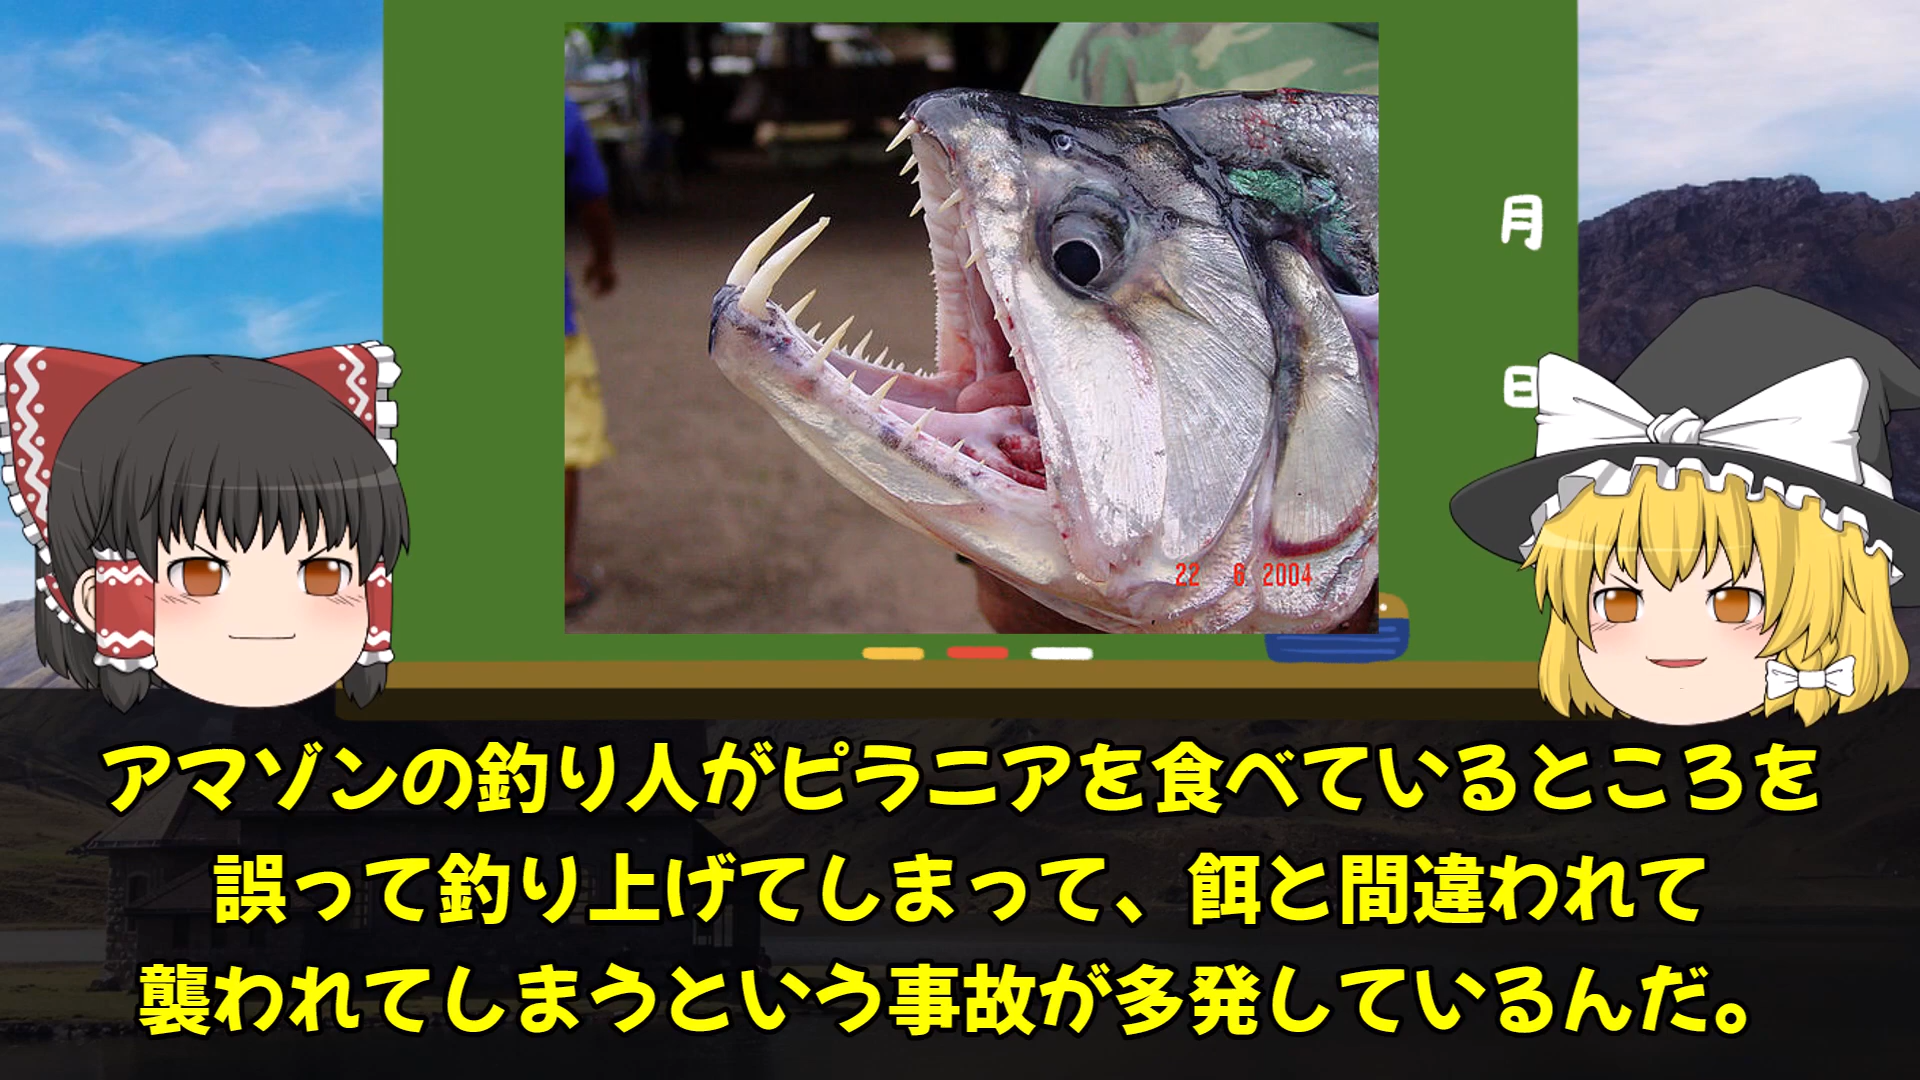 22 6 2004
月
日
アマゾンの釣り人がピラニアを食べているところを
誤って釣り上げてしまって、餌と間違われて
襲われてしまうという事故が多発しているんだ。